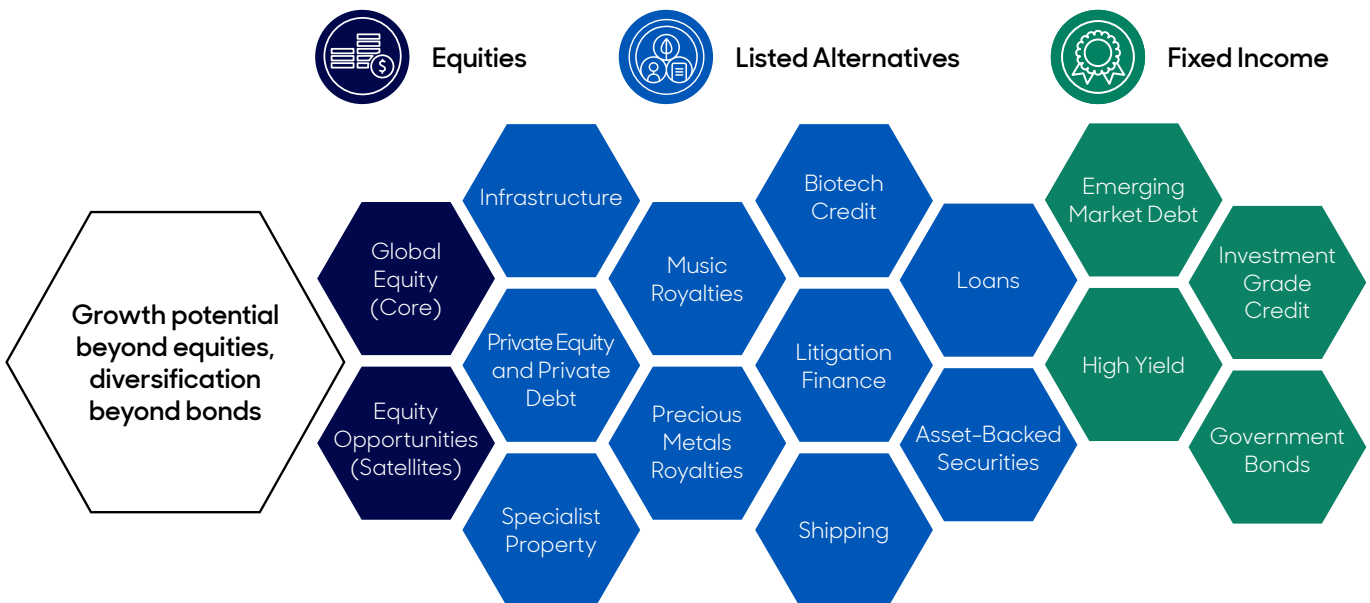 $
Equities
Listed Alternatives
Fixed Income
Growth potential
beyond equities,
diversification
beyond bonds
Global
Equity
(Core)
Equity
Opportunities
(Satellites)
Infrastructure
Private Equity
and Private
Debt
Specialist
Property
Music
Royalties
Precious
Metals
Royalties
Biotech
Credit
Litigation
Finance
Shipping
Loans
Asset-Backed
Securities
Emerging
Market Debt
High Yield
Investment
Grade
Credit
Government
Bonds